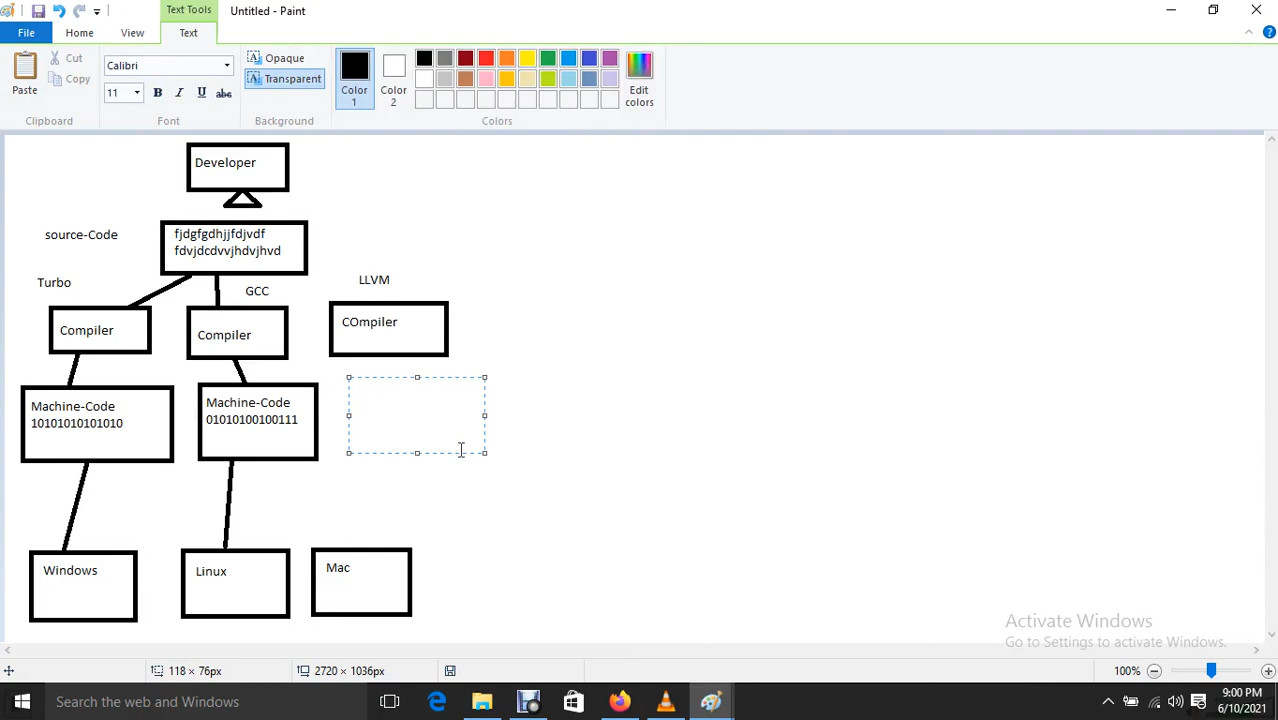 Text Tools
Untitled - Paint
File
Home
View
Text
Paste
Cut
Copy
Clipboard
Calibri
11
B
I
U
abc
Font
Opaque
Transparent
Background
Color
1
Color
2
Edit
colors
Colors
Developer
source-Code
fjdgfgdhjjfdjvdf
fdvjdcdvvjhdvjhvd
Turbo
GCC
LLVM
Compiler
Compiler
COmpiler
Machine-Code
10101010101010
Machine-Code
01010100100111
Windows
Linux
Mac
Activate Windows
Go to Settings to activate Windows.
118 × 76px
2720 × 1036px
100%
Search the web and Windows
9:00 PM
6/10/2021